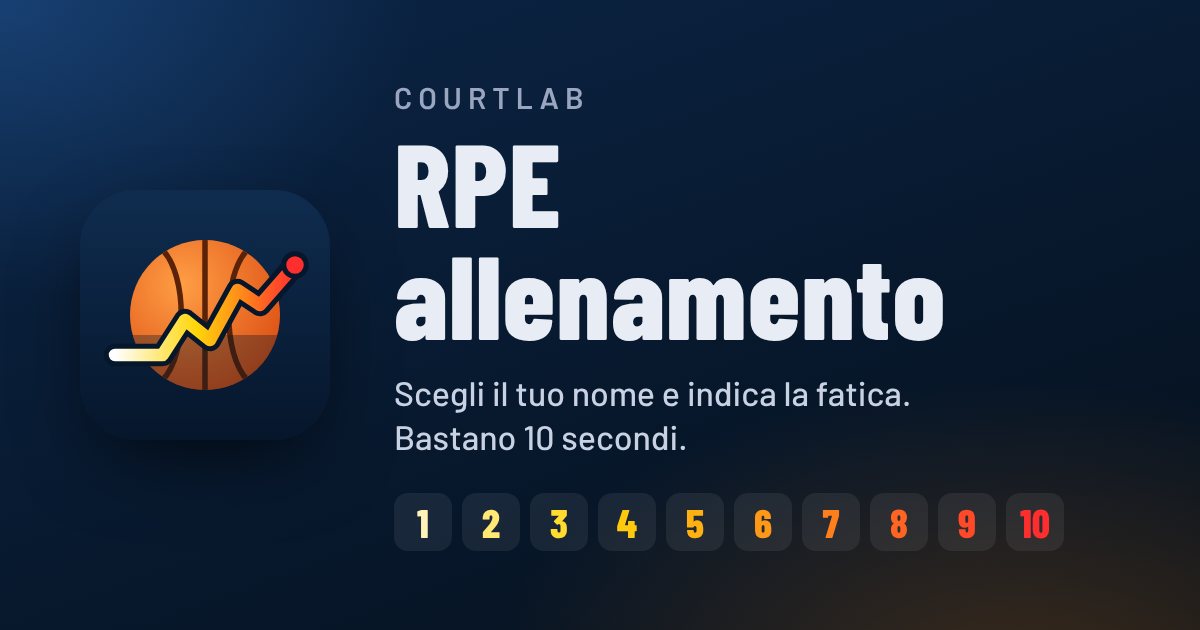 COURTLAB
RPE
allenamento
Scegli il tuo nome e indica la fatica.
Bastano 10 secondi.
1 2 3 4 5 6 7 8 9 10